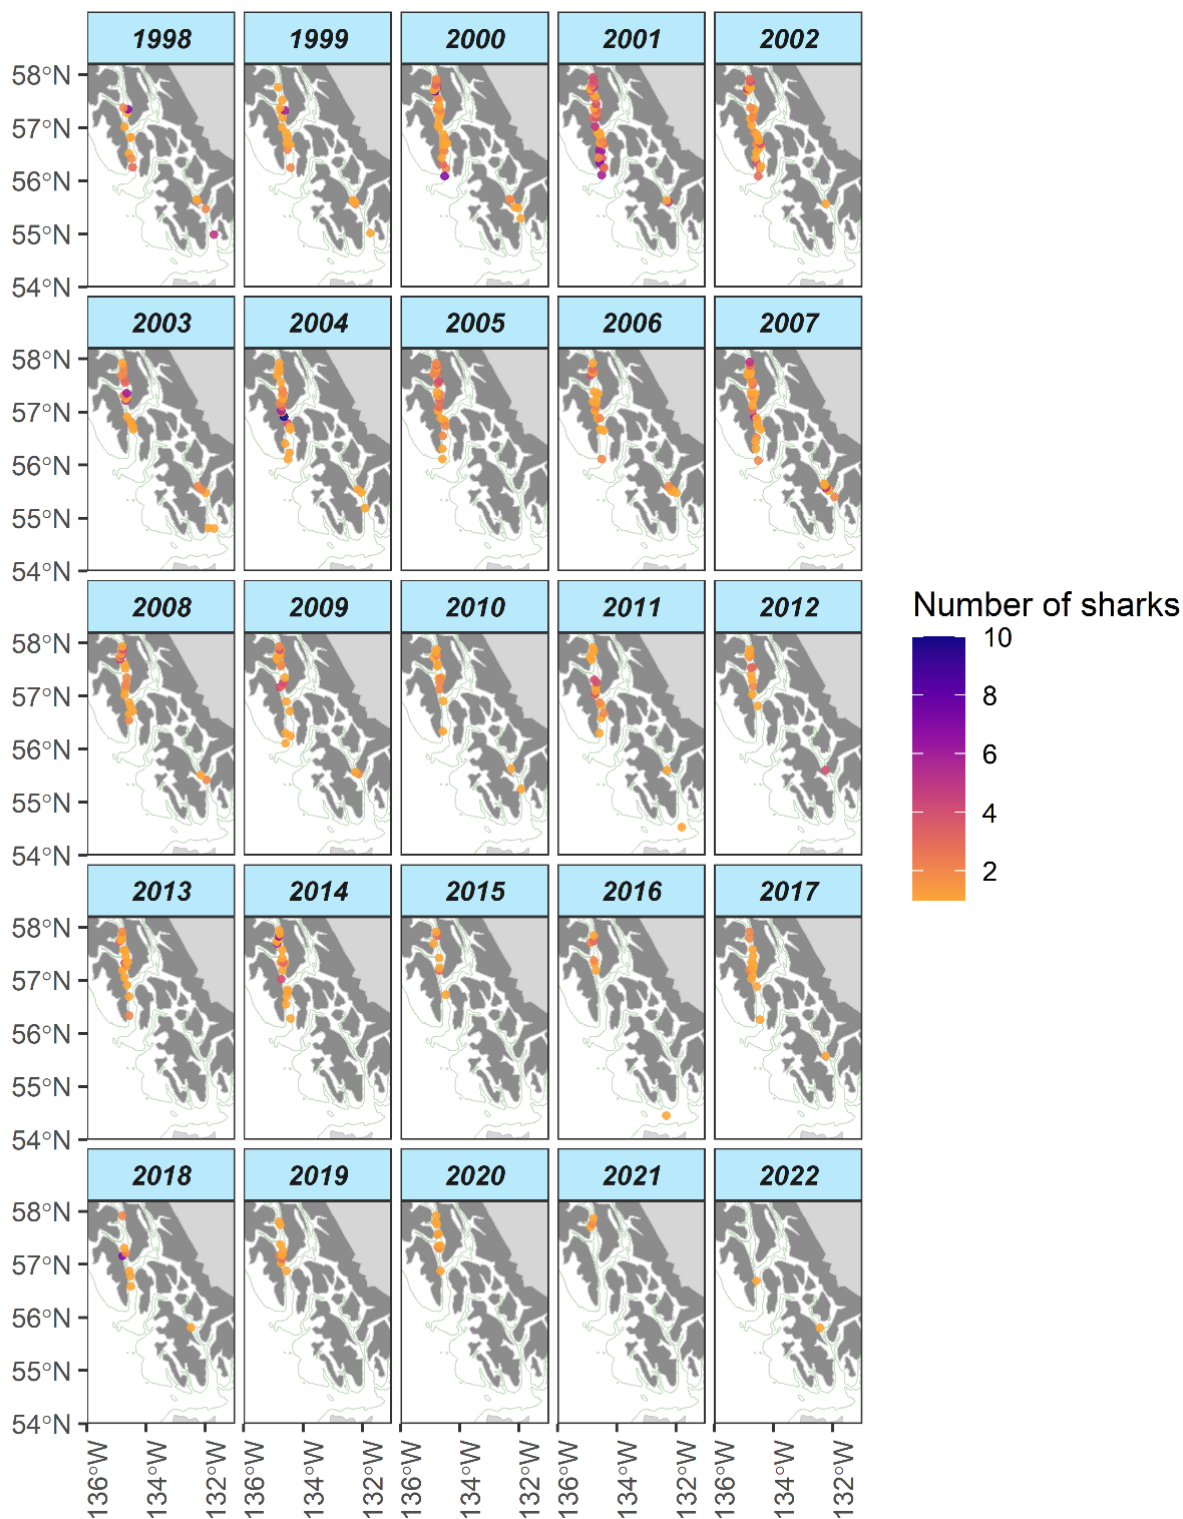 1998 1999 2000 2001 2002
58°N
57°N
56°N
55°N
54°N
2003 2004 2005 2006 2007
58°N
57°N
56°N
55°N
54°N
Number of sharks
10
8
6
4
2
2008 2009 2010 2011 2012
58°N
57°N
56°N
55°N
54°N
2013 2014 2015 2016 2017
58°N
57°N
56°N
55°N
54°N
2018 2019 2020 2021 2022
58°N
57°N
56°N
55°N
54°N
136°W 134°W 132°W 136°W 134°W 132°W 136°W 134°W 132°W 136°W 134°W 132°W 136°W 134°W 132°W